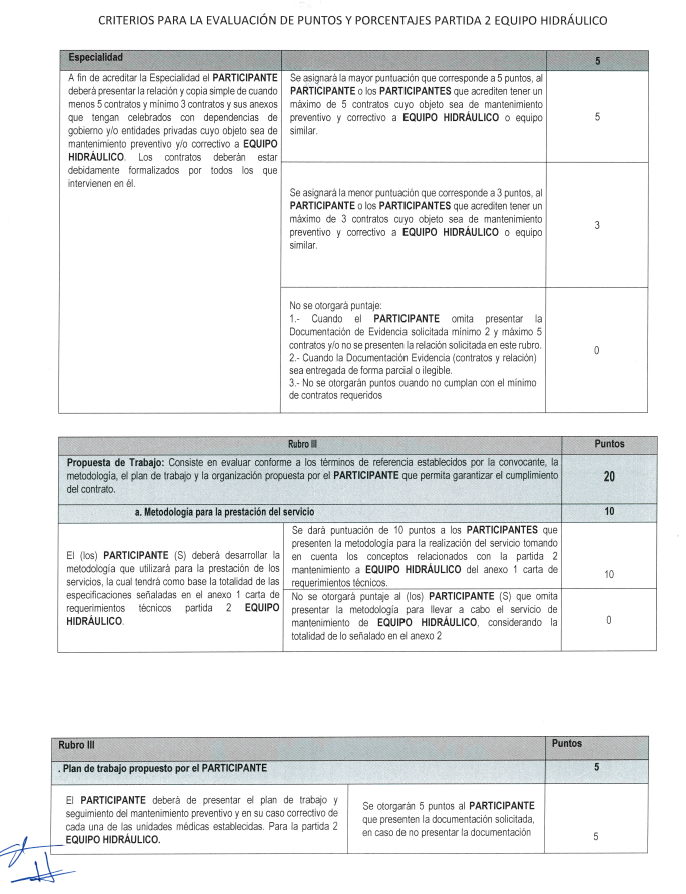 CRITERIOS PARA LA EVALUACIÓN DE PUNTOS Y PORCENTAJES PARTIDA 2 EQUIPO HIDRÁULICO
Especialidad
5
A fin de acreditar la Especialidad el PARTICIPANTE
deberá presentar la relación y copia simple de cuando
menos 5 contratos y mínimo 3 contratos y sus anexos
que tengan celebrados con dependencias de
gobierno y/o entidades privadas cuyo objeto sea de
mantenimiento preventivo y/o correctivo a EQUIPO
HIDRÁULICO. Los contratos deberán estar
debidamente formalizados por todos los que
intervienen en él.
Se asignará la mayor puntuación que corresponde a 5 puntos, al
PARTICIPANTE o los PARTICIPANTES que acrediten tener un
máximo de 5 contratos cuyo objeto sea de mantenimiento
preventivo y correctivo a EQUIPO HIDRÁULICO o equipo
similar.
5
Se asignará la menor puntuación que corresponde a 3 puntos, al
PARTICIPANTE o los PARTICIPANTES que acrediten tener un
máximo de 3 contratos cuyo objeto sea de mantenimiento
preventivo y correctivo a EQUIPO HIDRÁULICO o equipo
similar.
3
No se otorgará puntaje:
1.- Cuando el PARTICIPANTE omita presentar la
Documentación de Evidencia solicitada mínimo 2 y máximo 5
contratos y/o no se presenten la relación solicitada en este rubro.
2.- Cuando la Documentación Evidencia (contratos y relación)
sea entregada de forma parcial o ilegible.
3.- No se otorgarán puntos cuando no cumplan con el mínimo
de contratos requeridos
0
Rubro III
Puntos
Propuesta de Trabajo: Consiste en evaluar conforme a los términos de referencia establecidos por la convocante, la
metodología, el plan de trabajo y la organización propuesta por el PARTICIPANTE que permita garantizar el cumplimiento
del contrato.
20
a. Metodología para la prestación del servicio
10
El (los) PARTICIPANTE (S) deberá desarrollar la
metodología que utilizará para la prestación de los
servicios, la cual tendrá como base la totalidad de las
especificaciones señaladas en el anexo 1 carta de
requerimientos técnicos partida 2 EQUIPO
HIDRÁULICO.
Se dará puntuación de 10 puntos a los PARTICIPANTES que
presenten la metodología para la realización del servicio tomando
en cuenta los conceptos relacionados con la partida 2
mantenimiento a EQUIPO HIDRÁULICO del anexo 1 carta de
requerimientos técnicos.
10
No se otorgará puntaje al (los) PARTICIPANTE (S) que omita
presentar la metodología para llevar a cabo el servicio de
mantenimiento de EQUIPO HIDRÁULICO, considerando la
totalidad de lo señalado en el anexo 2
0
Rubro III
Puntos
. Plan de trabajo propuesto por el PARTICIPANTE
5
El PARTICIPANTE deberá de presentar el plan de trabajo y
seguimiento del mantenimiento preventivo y en su caso correctivo de
cada una de las unidades médicas establecidas. Para la partida 2
EQUIPO HIDRÁULICO.
Se otorgarán 5 puntos al PARTICIPANTE
que presenten la documentación solicitada,
en caso de no presentar la documentación
5